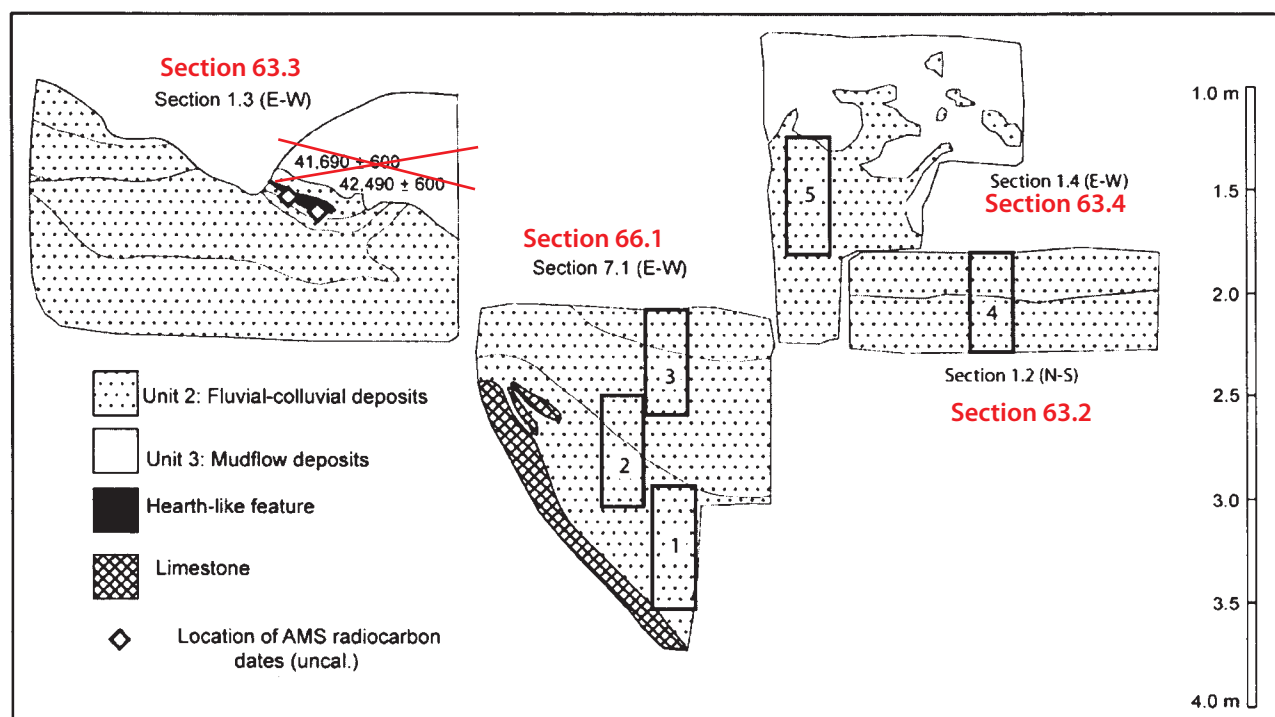 Section 63.3
Section 1.3 (E-W)
41.690 ± 600
42.490 ± 600
Section 66.1
Section 7.1 (E-W)
3
2
1
5
Section 1.4 (E-W)
Section 63.4
4
Section 1.2 (N-S)
Section 63.2
Unit 2: Fluvial-colluvial deposits
Unit 3: Mudflow deposits
Hearth-like feature
Limestone
Location of AMS radiocarbon
dates (uncal.)
1.0 m
1.5
2.0
2.5
3.0
3.5
4.0 m